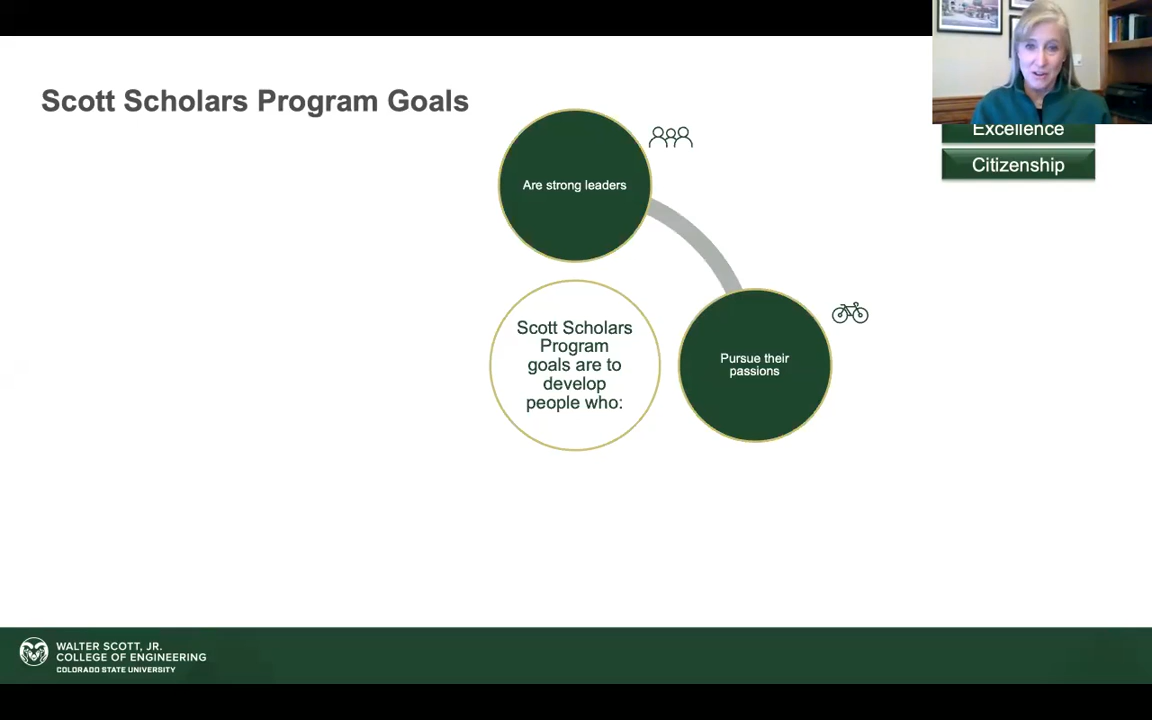 Scott Scholars Program Goals
Are strong leaders
Excellence
Citizenship
Scott Scholars
Program
goals are to
develop
people who:
Pursue their
passions
WALTER SCOTT, JR.
COLLEGE OF ENGINEERING
COLORADO STATE UNIVERSITY